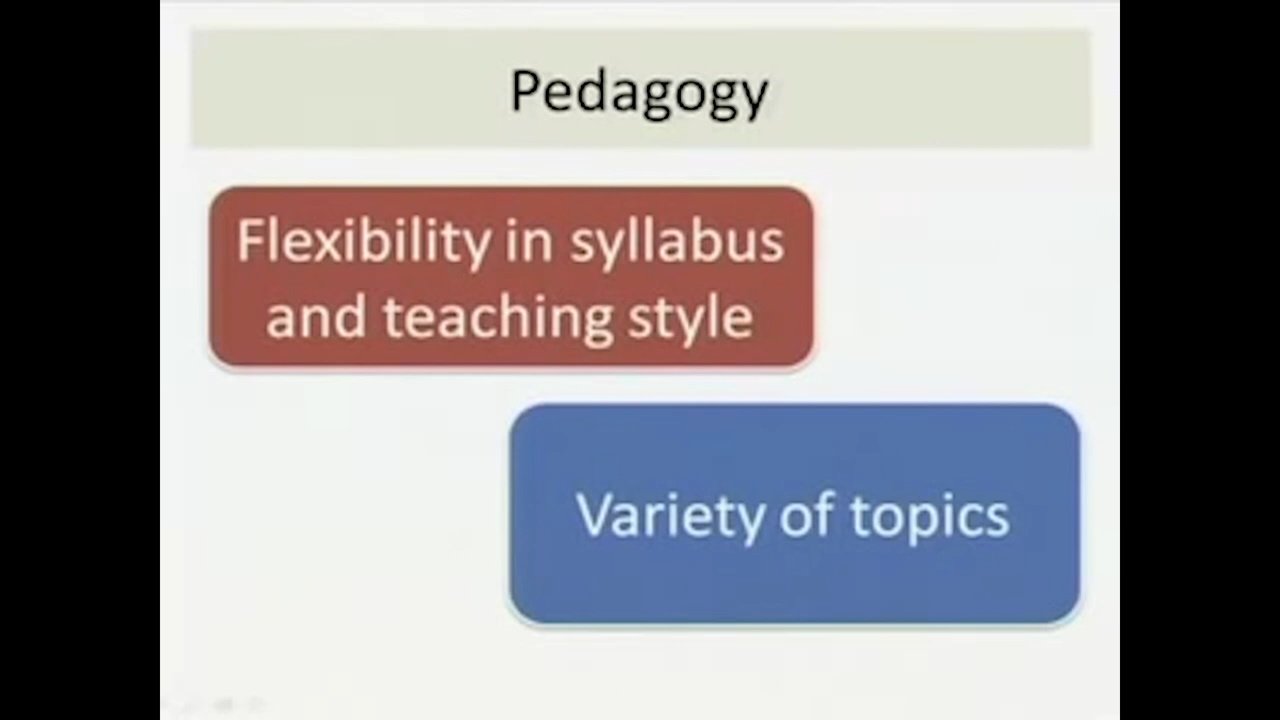 Pedagogy
Flexibility in syllabus
and teaching style
Variety of topics